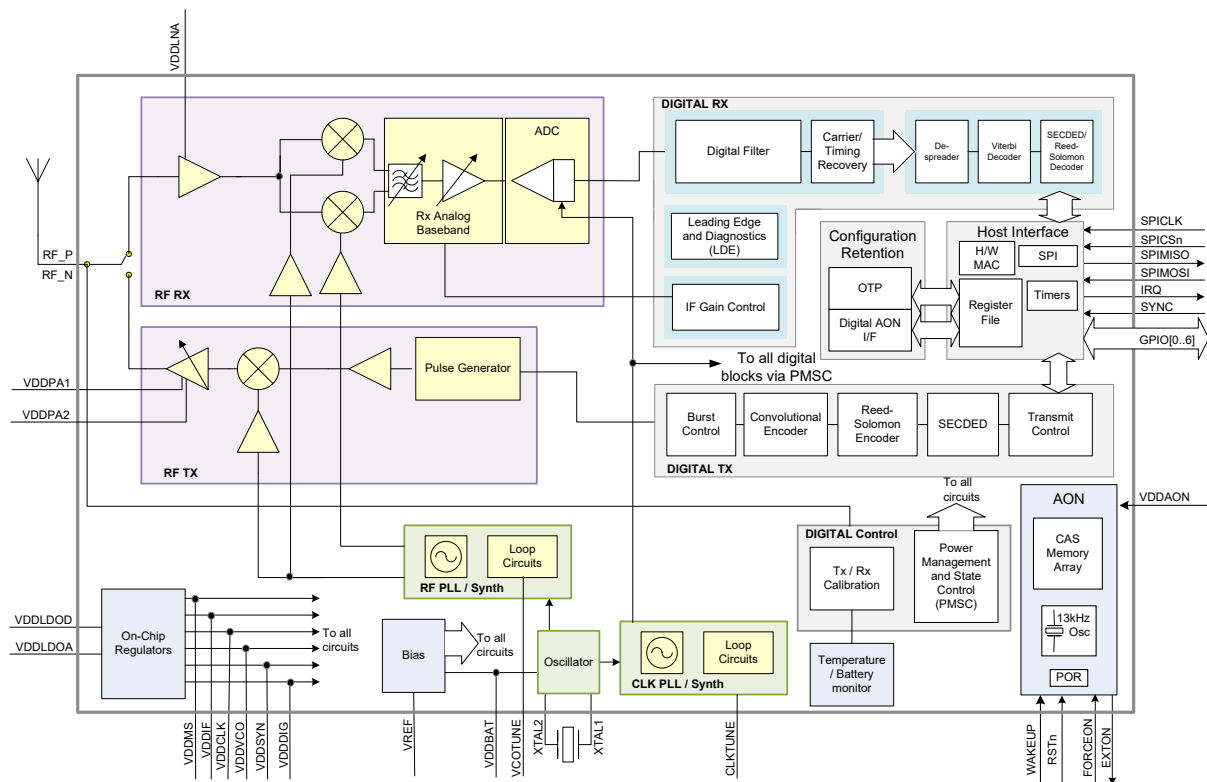 VDDLNA
RF_P
RF_N
RF RX
Rx Analog
Baseband
ADC
DIGITAL RX
Digital Filter
Carrier/
Timing
Recovery
De-
spreader
Viterbi
Decoder
SECDED/
Reed-
Solomon
Decoder
Leading Edge
and Diagnostics
(LDE)
IF Gain Control
Configuration
Retention
OTP
Digital AON
I/F
Host Interface
H/W
MAC
SPI
Register
File
Timers
SPICLK
SPICSn
SPIMISO
SPIMOSI
IRQ
SYNC
GPIO[0..6]
VDDPA1
VDDPA2
Pulse Generator
RF TX
To all digital
blocks via PMSC
Burst
Control
Convolutional
Encoder
Reed-
Solomon
Encoder
SECDED
Transmit
Control
DIGITAL TX
To all
circuits
DIGITAL Control
Tx / Rx
Calibration
Power
Management
and State
Control
(PMSC)
Temperature
/ Battery
monitor
AON
CAS
Memory
Array
13kHz
Osc
POR
VDDAON
Loop
Circuits
RF PLL / Synth
VDDLDOD
VDDLDOA
On-Chip
Regulators
To all
circuits
Bias
To all
circuits
Oscillator
Loop
Circuits
CLK PLL / Synth
VDDMS
VDDIF
VDDCLK
VDDVCO
VDDSYN
VDDDIG
VREF
VDDBAT
VCOTUNE
XTAL2
XTAL1
CLKTUNE
WAKEUP
RSTn
FORCEON
EXTON